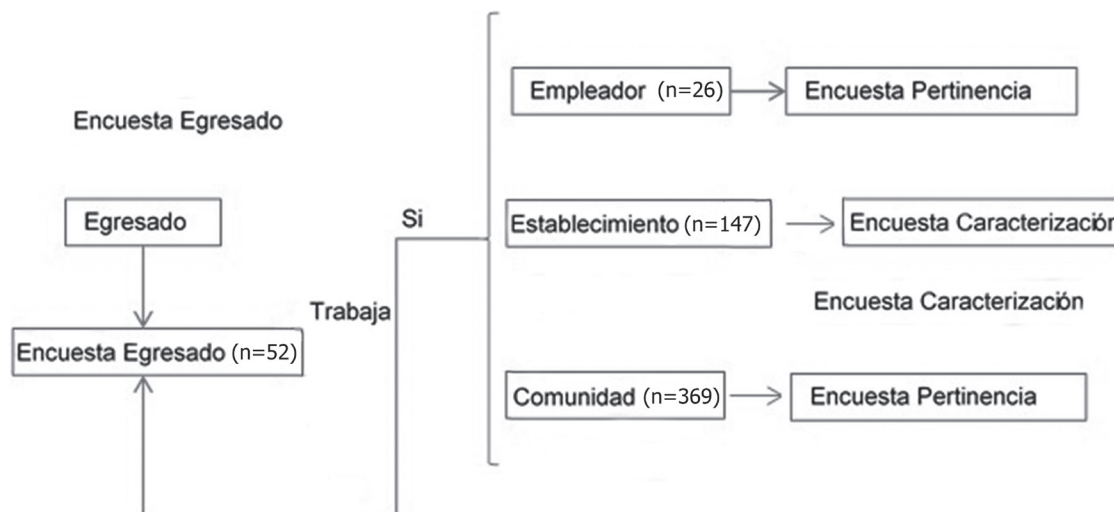 Encuesta Egresado
Egresado
Encuesta Egresado (n=52)
Trabaja
Si
Empleador (n=26)
Encuesta Pertinencia
Establecimiento (n=147)
Encuesta Caracterización
Encuesta Caracterización
Comunidad (n=369)
Encuesta Pertinencia